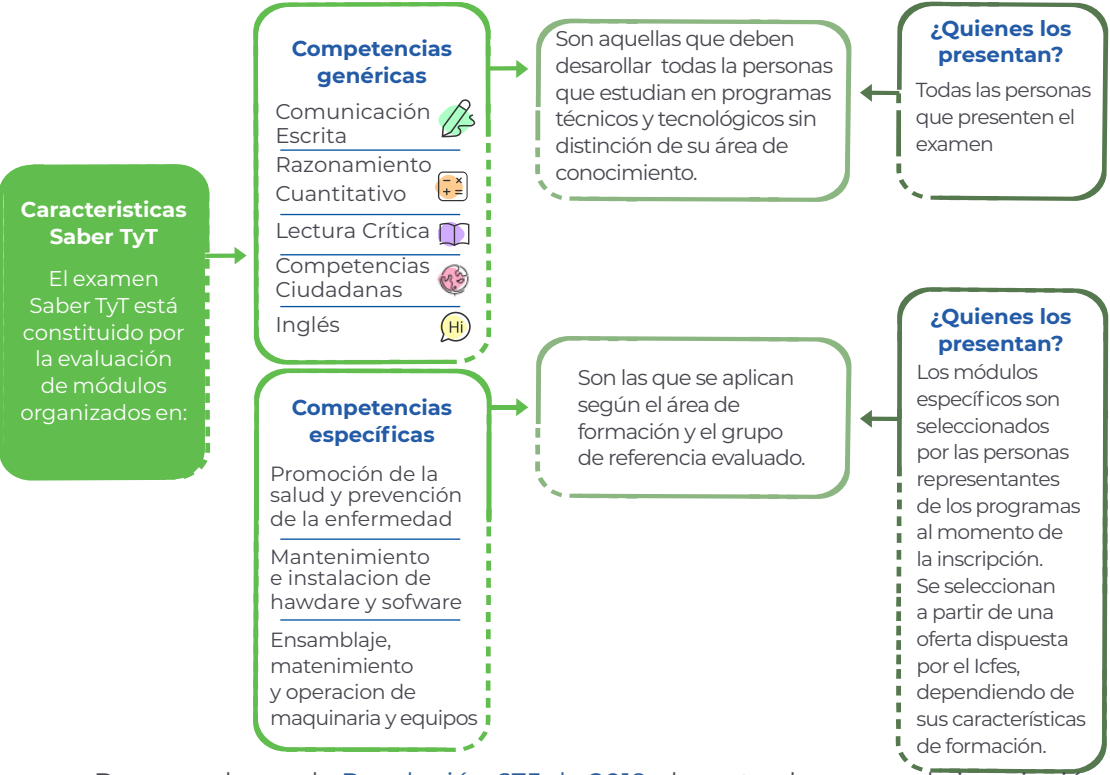 Caracteristicas
Saber TyT
El examen
Saber TyT está
constituido por
la evaluación
de módulos
organizados en:
Competencias
genéricas
Comunicación
Escrita
Razonamiento
Cuantitativo
Lectura Crítica
Competencias
Ciudadanas
Inglés
Hi
Son aquellas que deben
desarollar todas la personas
que estudian en programas
técnicos y tecnológicos sin
distinción de su área de
conocimiento.
¿Quienes los
presentan?
Todas las personas
que presenten el
examen
Competencias
específicas
Promoción de la
salud y prevención
de la enfermedad
Mantenimiento
e instalacion de
hawdare y sofware
Ensamblaje,
matenimiento
y operacion de
maquinaria y equipos
Son las que se aplican
según el área de
formación y el grupo
de referencia evaluado.
¿Quienes los
presentan?
Los módulos
específicos son
seleccionados
por las personas
representantes
de los programas
al momento de
la inscripción.
Se seleccionan
a partir de una
oferta dispuesta
por el Icfes,
dependiendo de
sus características
de formación.